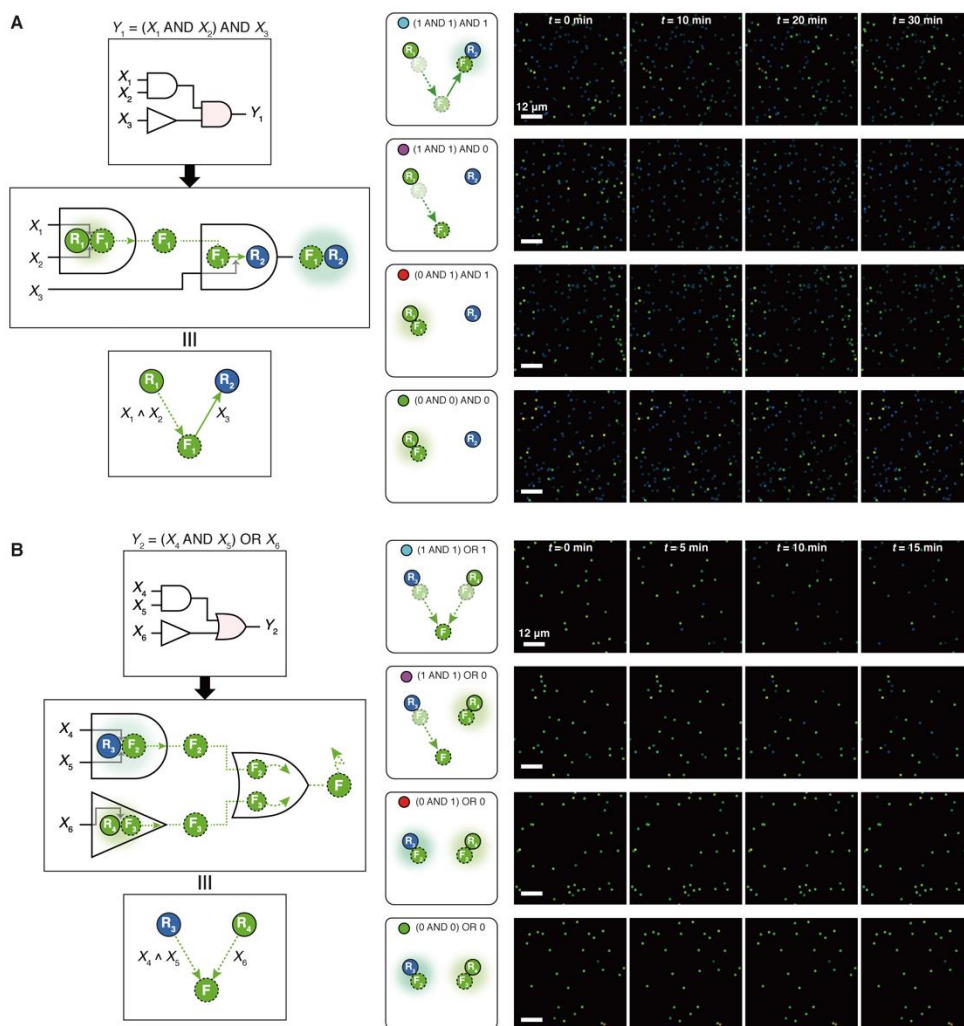 A
Y₁ = (X₁ AND X₂) AND X₃
X₁
X₂
X₃
Y₁
X₁
X₂
X₃
R₁ F₁
F₁
F₁ R₂
F₁ R₂
R₁
R₂
X₁ ∧ X₂
X₃
F₁
(1 AND 1) AND 1
R₁
R₂
F₁
(1 AND 1) AND 0
R₁
R₂
F₁
(0 AND 1) AND 1
R₁
R₂
(0 AND 0) AND 0
R₁
R₂
t = 0 min
t = 10 min
t = 20 min
t = 30 min
12 μm
B
Y₂ = (X₄ AND X₅) OR X₆
X₄
X₅
X₆
Y₂
X₄
X₅
R₃ F₂
F₂
F₂
F₃
F
X₆
R₄ F₃
F₃
R₃
R₄
X₄ ∧ X₅
X₆
F
(1 AND 1) OR 1
R₃
R₄
F
(1 AND 1) OR 0
R₃
R₄
F
(0 AND 1) OR 0
R₃
R₄
(0 AND 0) OR 0
R₃
R₄
t = 0 min
t = 5 min
t = 10 min
t = 15 min
12 μm